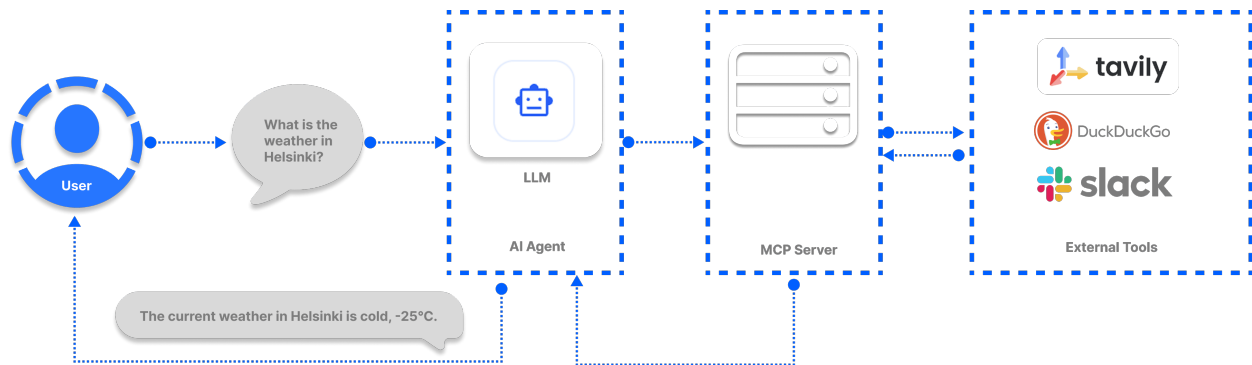 User
What is the
weather in
Helsinki?
LLM
AI Agent
MCP Server
tavily
DuckDuckGo
slack
External Tools
The current weather in Helsinki is cold, -25°C.